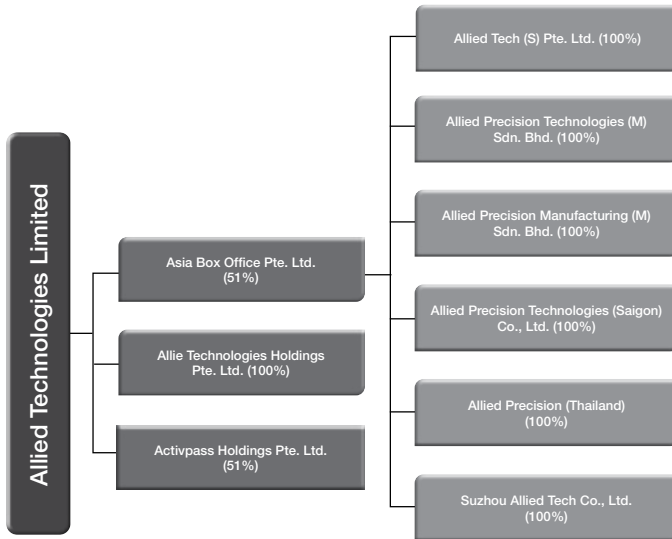 Allied Technologies Limited
Asia Box Office Pte. Ltd.
(51%)
Allie Technologies Holdings
Pte. Ltd. (100%)
Activpass Holdings Pte. Ltd.
(51%)
Allied Tech (S) Pte. Ltd. (100%)
Allied Precision Technologies (M)
Sdn. Bhd. (100%)
Allied Precision Manufacturing (M)
Sdn. Bhd. (100%)
Allied Precision Technologies (Saigon)
Co., Ltd. (100%)
Allied Precision (Thailand)
(100%)
Suzhou Allied Tech Co., Ltd.
(100%)